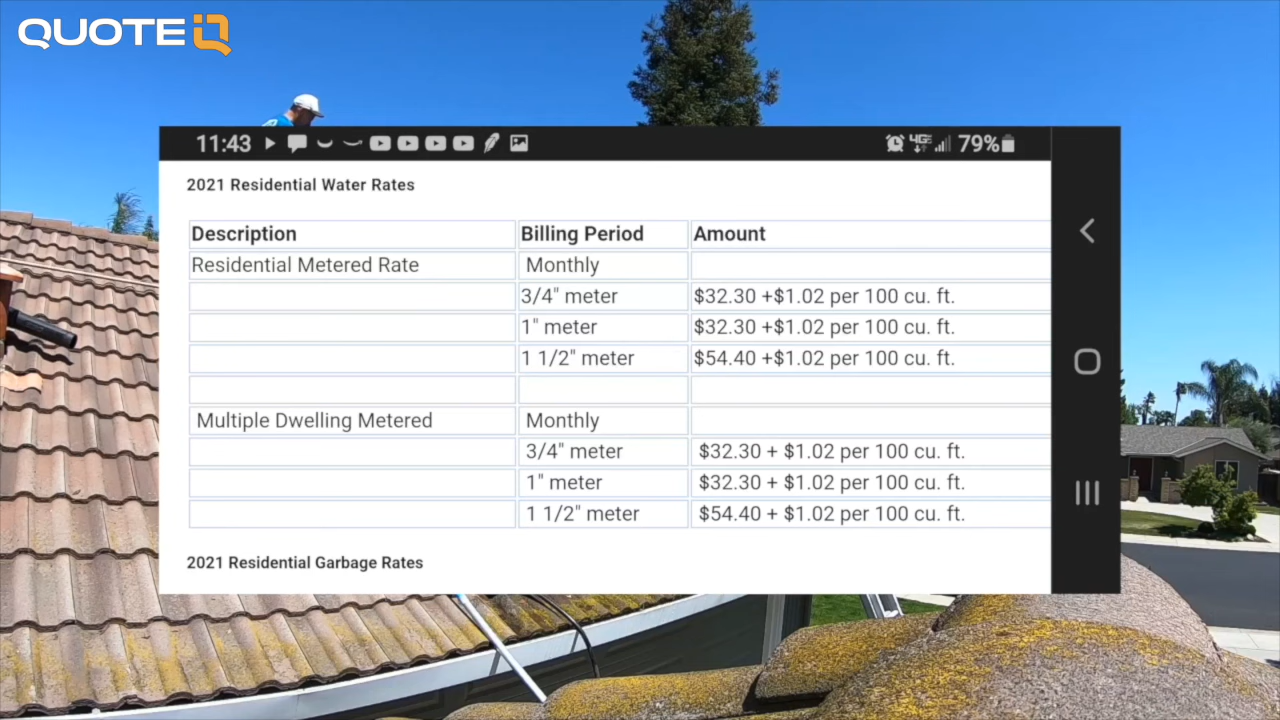 QUOTE IQ
11:43 4G 79%
2021 Residential Water Rates
Description Billing Period Amount
Residential Metered Rate Monthly
3/4" meter $32.30 +$1.02 per 100 cu. ft.
1" meter $32.30 +$1.02 per 100 cu. ft.
1 1/2" meter $54.40 +$1.02 per 100 cu. ft.
Multiple Dwelling Metered Monthly
3/4" meter $32.30 + $1.02 per 100 cu. ft.
1" meter $32.30 + $1.02 per 100 cu. ft.
1 1/2" meter $54.40 + $1.02 per 100 cu. ft.
2021 Residential Garbage Rates